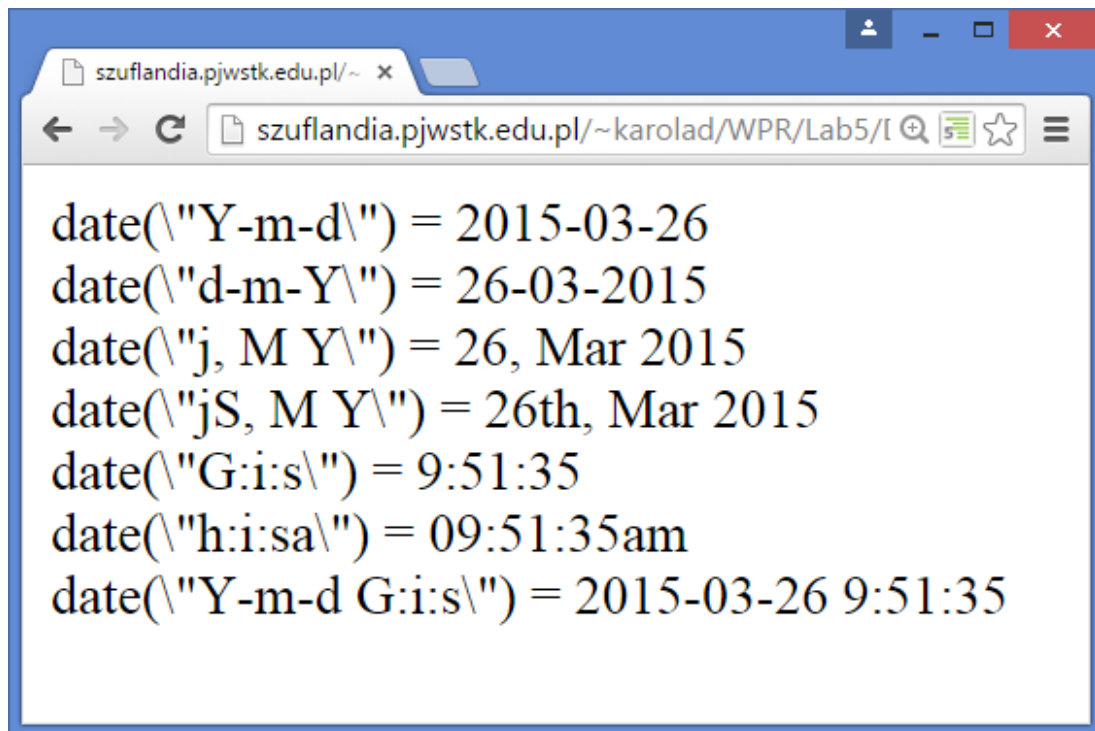 szuflandia.pjwstk.edu.pl/~
szuflandia.pjwstk.edu.pl/~karolad/WPR/Lab5/
date(\"Y-m-d\") = 2015-03-26
date(\"d-m-Y\") = 26-03-2015
date(\"j, M Y\") = 26, Mar 2015
date(\"jS, M Y\") = 26th, Mar 2015
date(\"G:i:s\") = 9:51:35
date(\"h:i:sa\") = 09:51:35am
date(\"Y-m-d G:i:s\") = 2015-03-26 9:51:35